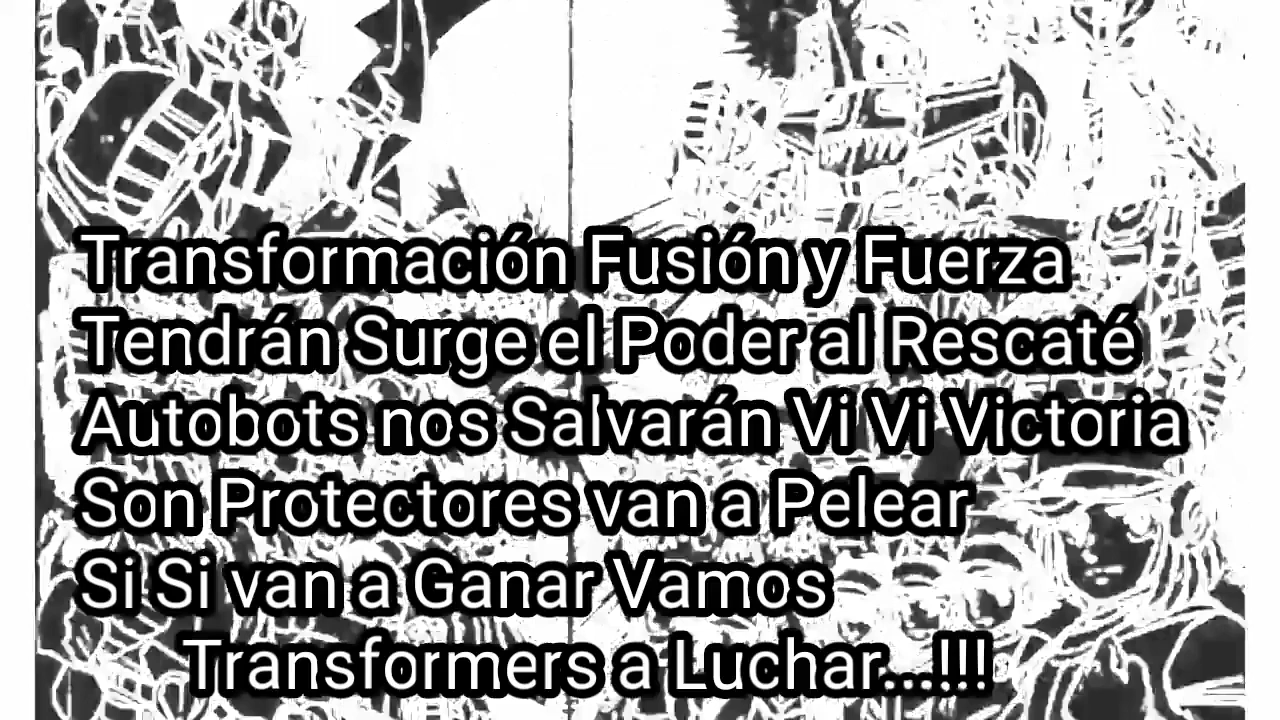 Transformación Fusión y Fuerza
Tendrán Surge el Poder al Rescaté
Autobots nos Salvarán Vi Vi Victoria
Son Protectores van a Pelear
Si Si van a Ganar Vamos
Transformers a Luchar...!!!